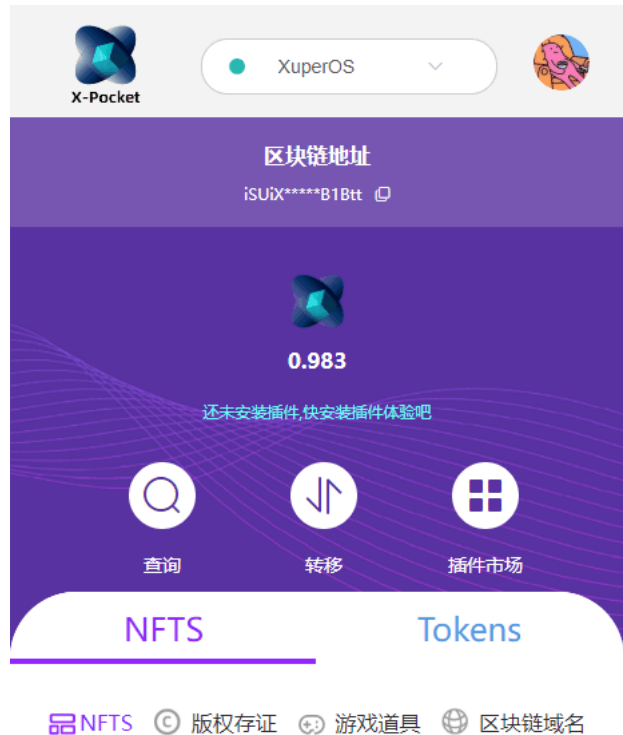 X-Pocket
XuperOS
区块链地址
iSUiX*****B1Btt
0.983
还未安装插件,快安装插件体验吧
查询 转移 插件市场
NFTS Tokens
NFTS 版权存证 游戏道具 区块链域名